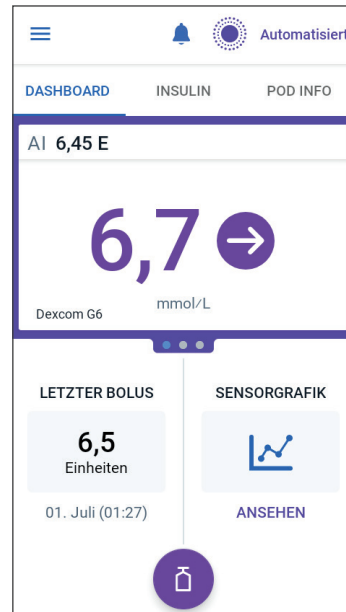 Automatisiert
DASHBOARD INSULIN POD INFO
AI 6,45 E
6,7
mmol/L
Dexcom G6
LETZTER BOLUS SENSORGRAFIK
6,5
Einheiten
01. Juli (01:27) ANSEHEN